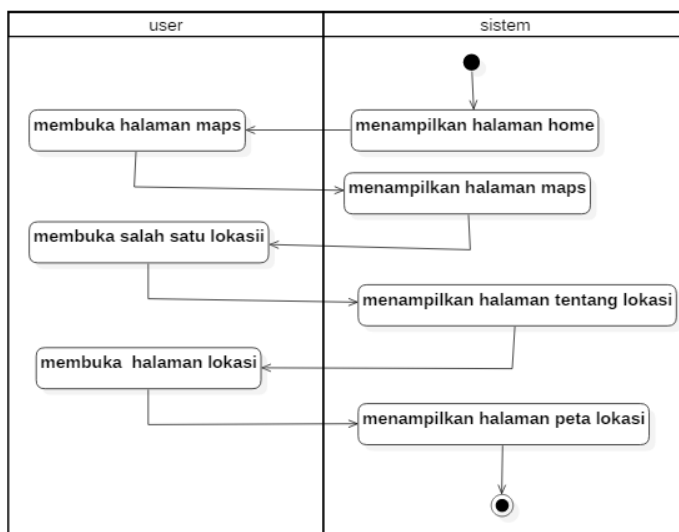 user
sistem
menampilkan halaman home
membuka halaman maps
menampilkan halaman maps
membuka salah satu lokasii
menampilkan halaman tentang lokasi
membuka  halaman lokasi
menampilkan halaman peta lokasi